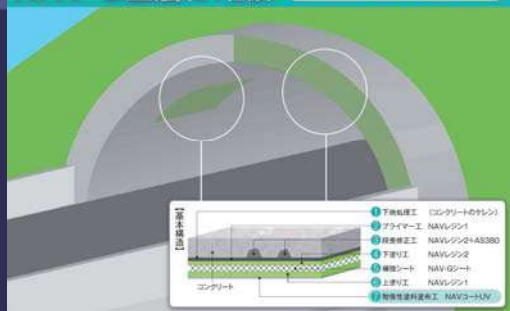 【基本構造】
コンクリート
1 下地処理工 (コンクリートのケレン)
2 プライマー工 NAVレジン1
3 段差修正工 NAVレジン2+AS380
4 下塗り工 NAVレジン2
5 補強シート NAV-Gシート
6 上塗り工 NAVレジン1
7 耐候性塗料塗布工 NAVコートUV